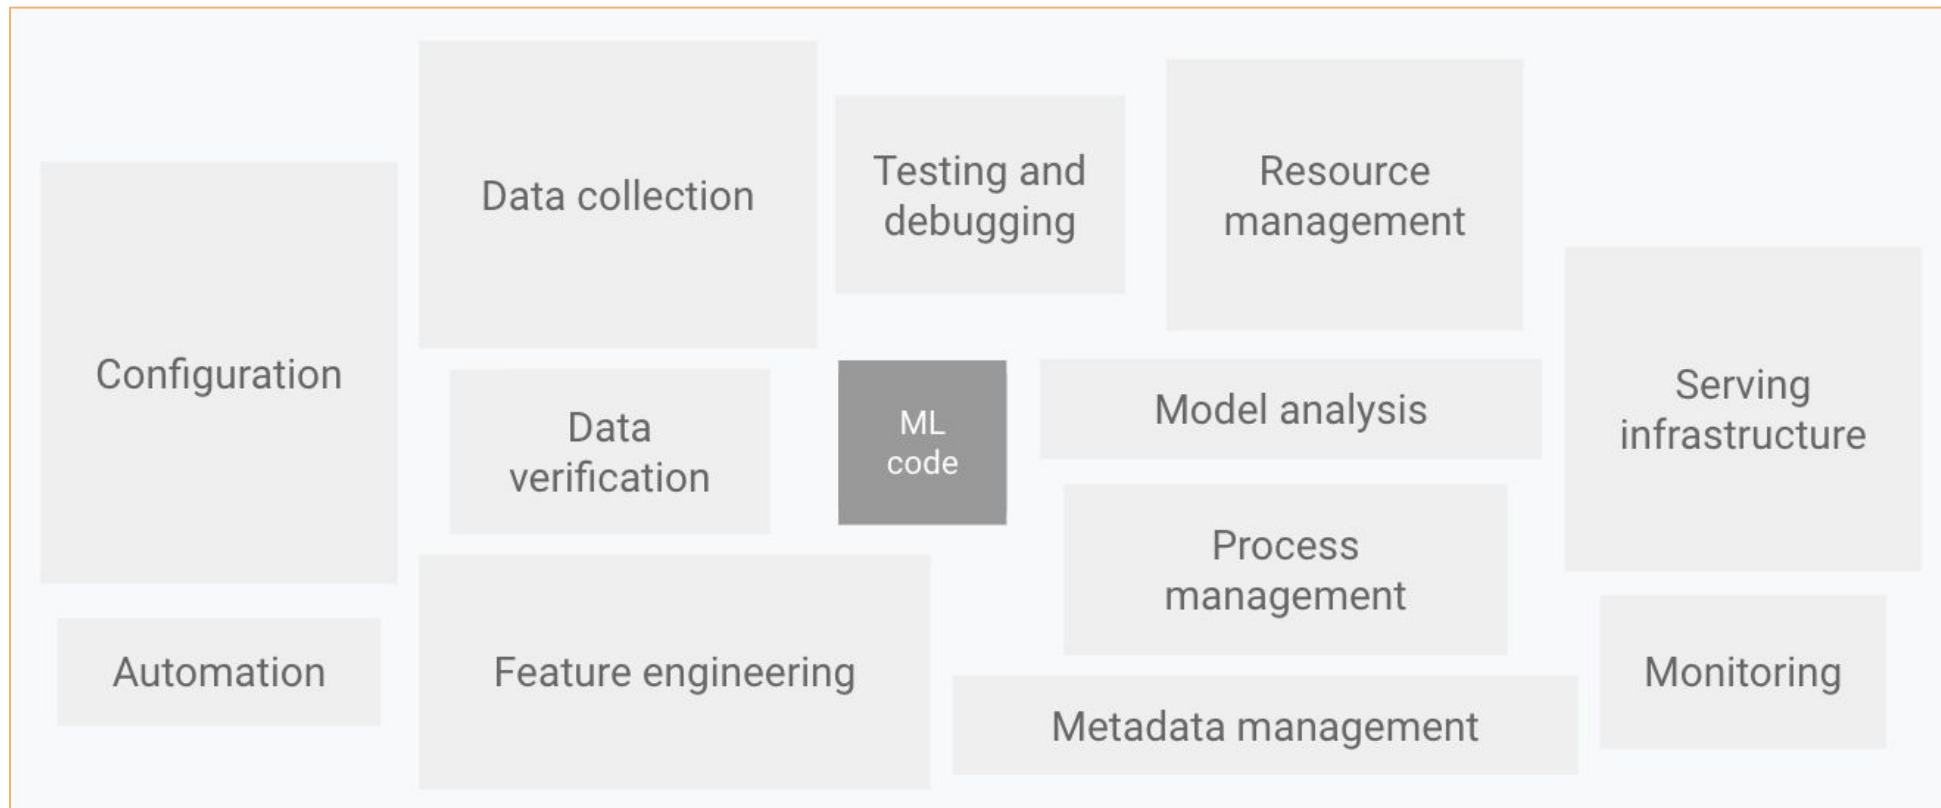 Data collection
Testing and
debugging
Resource
management
Configuration
Data
verification
ML
code
Model analysis
Serving
infrastructure
Process
management
Automation
Feature engineering
Metadata management
Monitoring